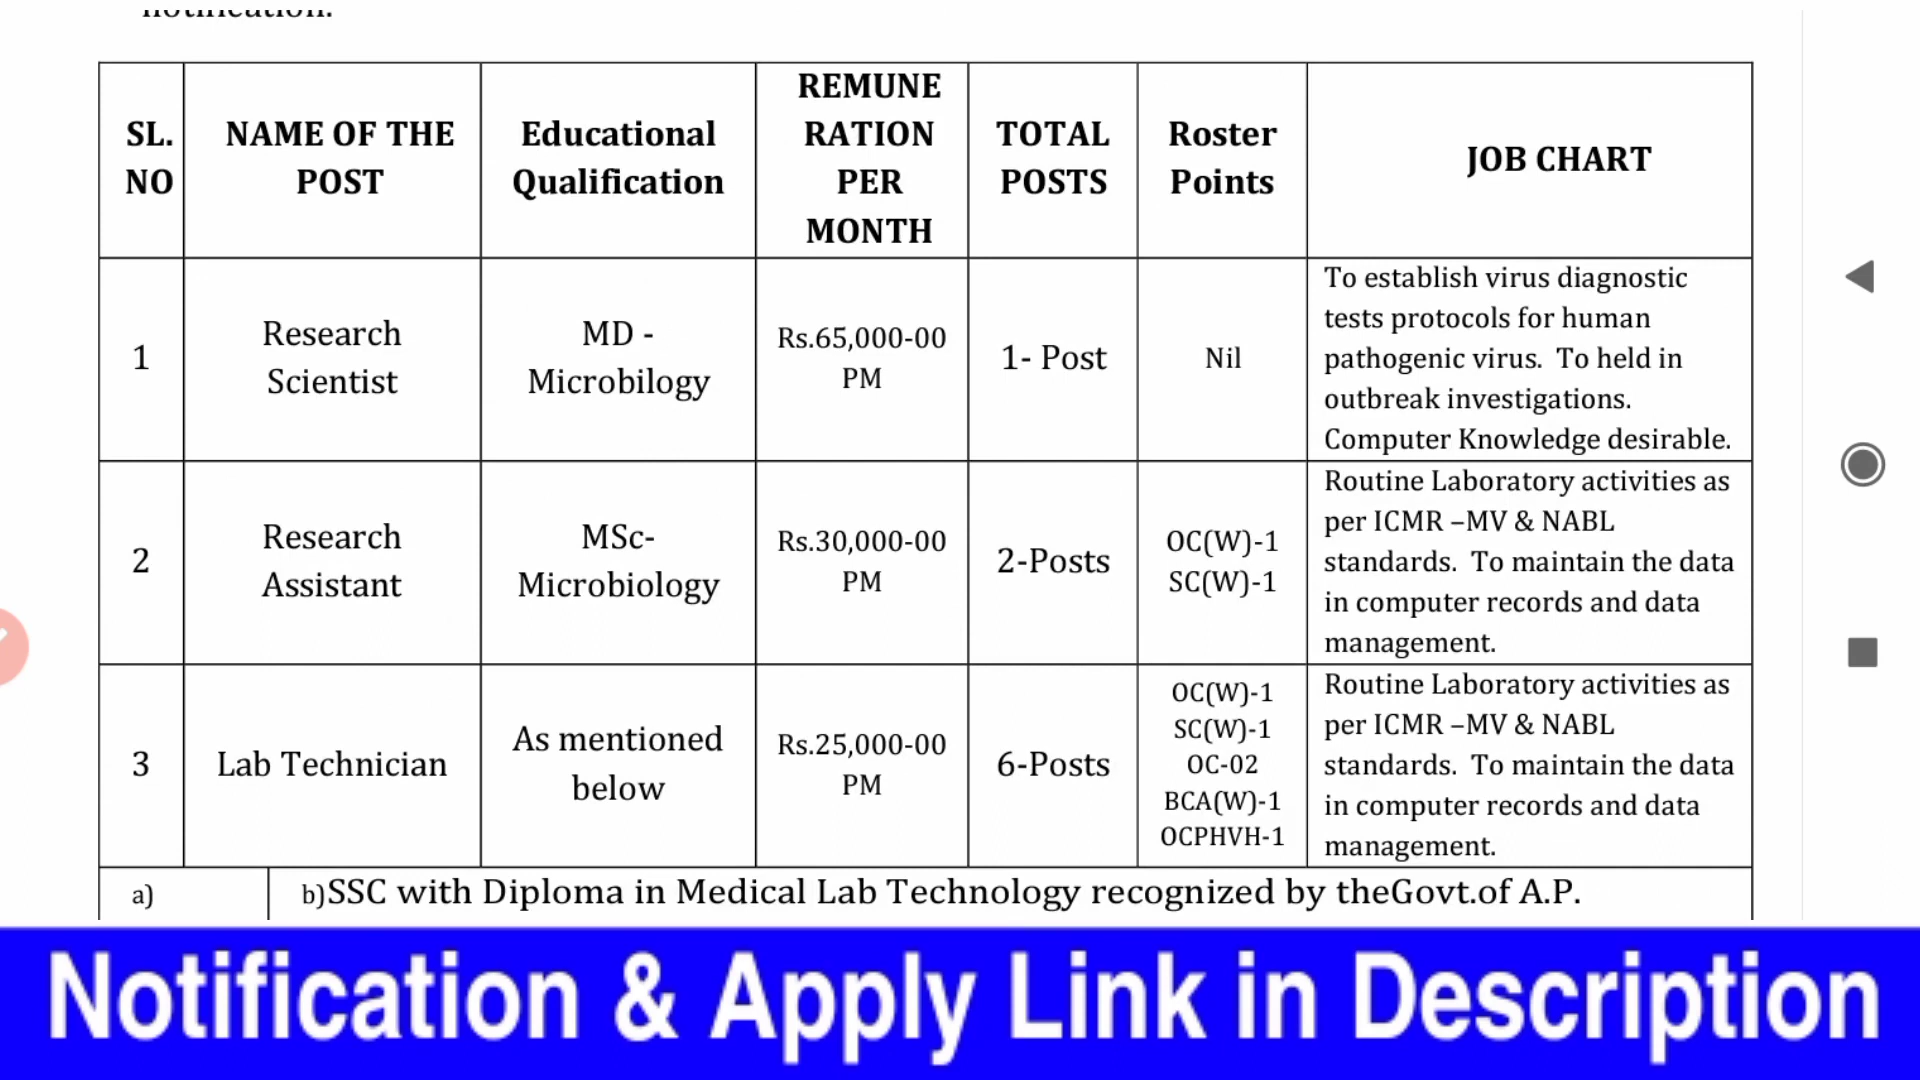 notification.
SL.
NO
NAME OF THE
POST
Educational
Qualification
REMUNE
RATION
PER
MONTH
TOTAL
POSTS
Roster
Points
JOB CHART
1
Research
Scientist
MD -
Microbilogy
Rs.65,000-00
PM
1- Post
Nil
To establish virus diagnostic
tests protocols for human
pathogenic virus.  To held in
outbreak investigations.
Computer Knowledge desirable.
2
Research
Assistant
MSc-
Microbiology
Rs.30,000-00
PM
2-Posts
OC(W)-1
SC(W)-1
Routine Laboratory activities as
per ICMR –MV & NABL
standards.  To maintain the data
in computer records and data
management.
3
Lab Technician
As mentioned
below
Rs.25,000-00
PM
6-Posts
OC(W)-1
SC(W)-1
OC-02
BCA(W)-1
OCPHVH-1
Routine Laboratory activities as
per ICMR –MV & NABL
standards.  To maintain the data
in computer records and data
management.
a)
b)SSC with Diploma in Medical Lab Technology recognized by theGovt.of A.P.
Notification & Apply Link in Description